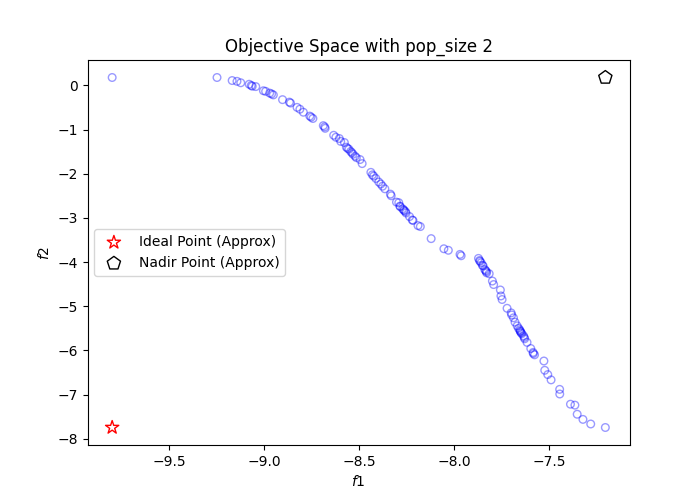 Objective Space with pop_size 2
0
−1
−2
−3
−4
−5
−6
−7
−8
f2
Ideal Point (Approx)
Nadir Point (Approx)
−9.5
−9.0
−8.5
−8.0
−7.5
f1